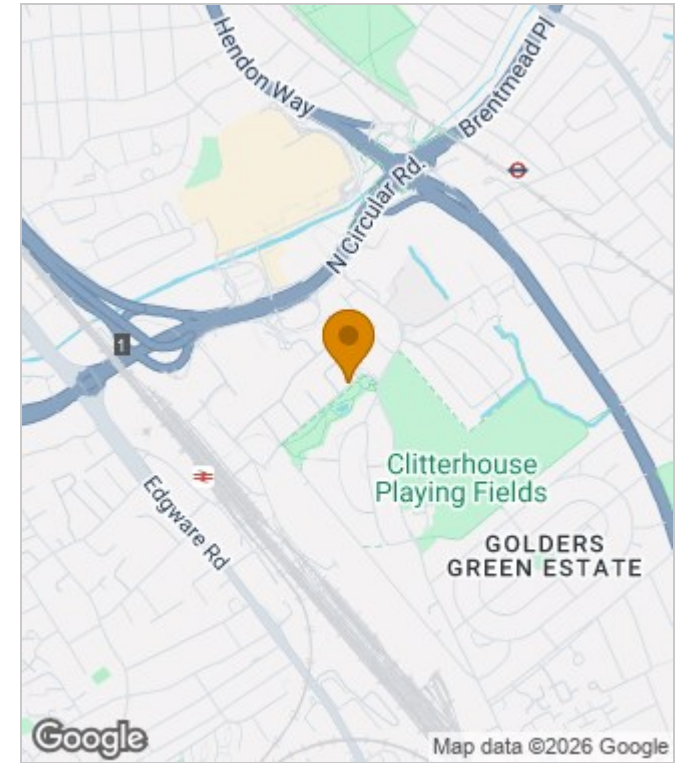 Hendon Way
Brentmead Pl
N Circular Rd.
1
Clitterhouse
Playing Fields
Edgware Rd
GOLDERS
GREEN ESTATE
Google
Map data ©2026 Google